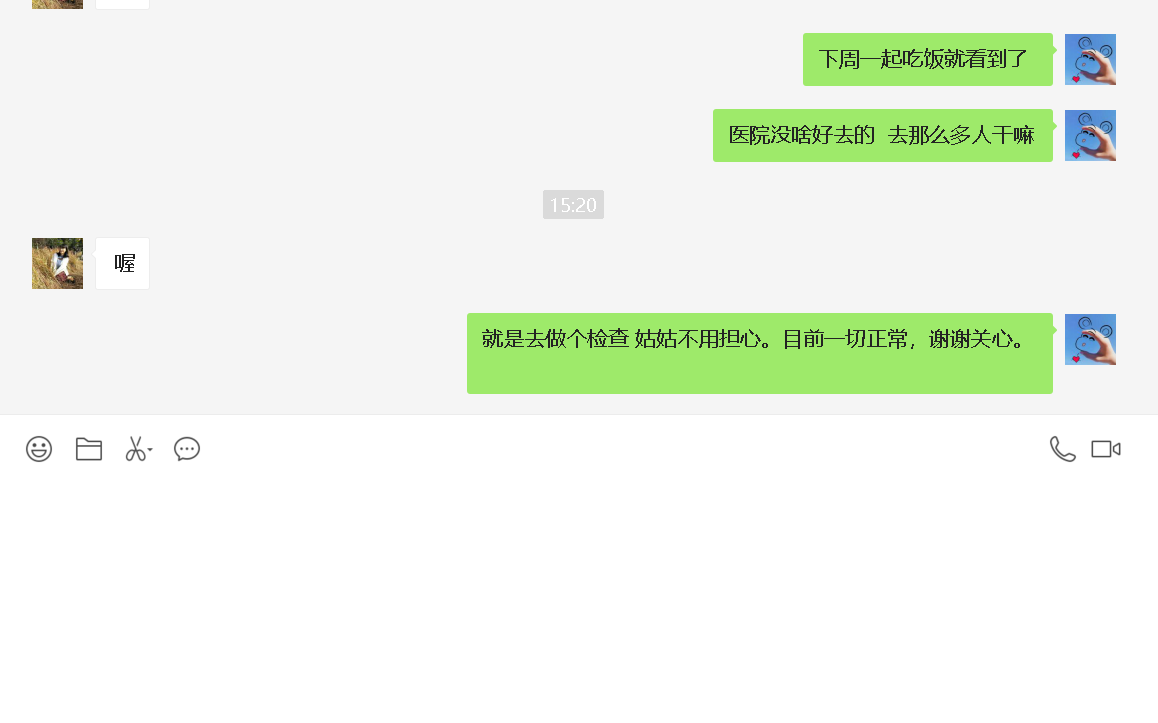 下周一起吃饭就看到了
医院没啥好去的 去那么多人干嘛
15:20
喔
就是去做个检查 姑姑不用担心。目前一切正常，谢谢关心。